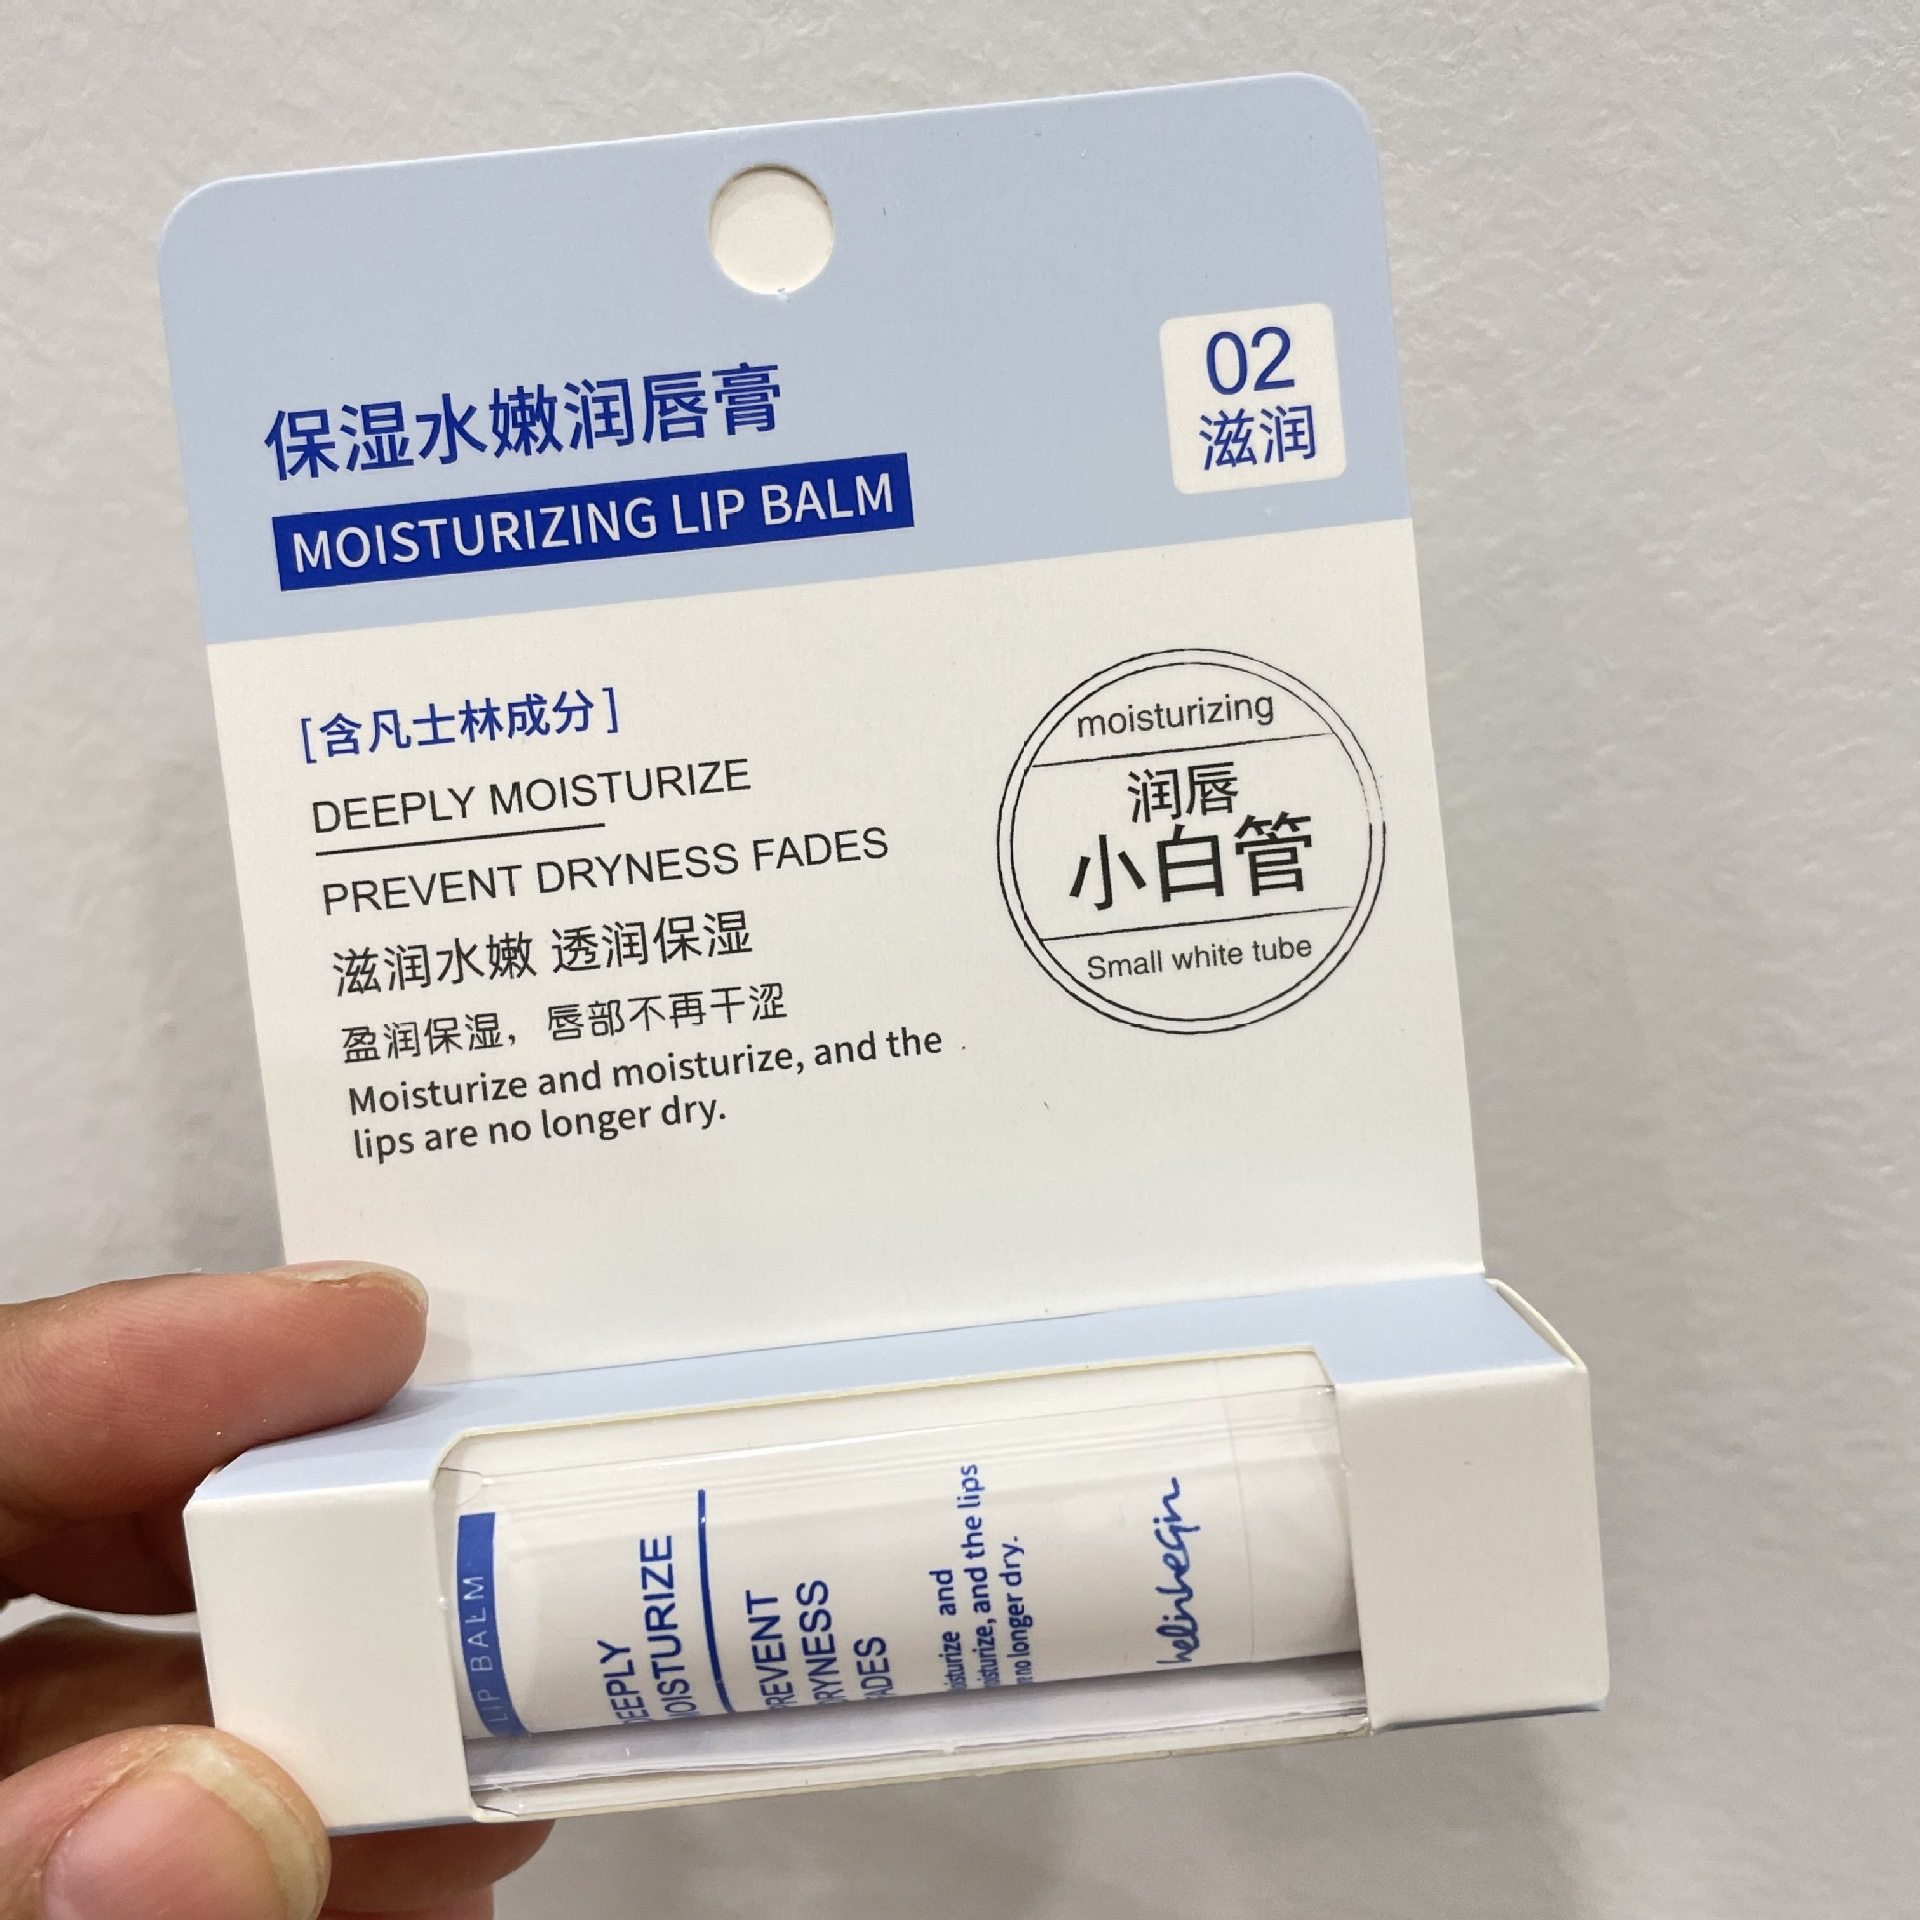 保湿水嫩润唇膏
MOISTURIZING LIP BALM
02
滋润
[含凡士林成分]
DEEPLY MOISTURIZE
PREVENT DRYNESS FADES
滋润水嫩 透润保湿
盈润保湿，唇部不再干涩
Moisturize and moisturize, and the
lips are no longer dry.
moisturizing
润唇
小白管
Small white tube
LIP BALM
DEEPLY
MOISTURIZE
PREVENT
DRYNESS
FADES
and
and the lips
no longer dry.